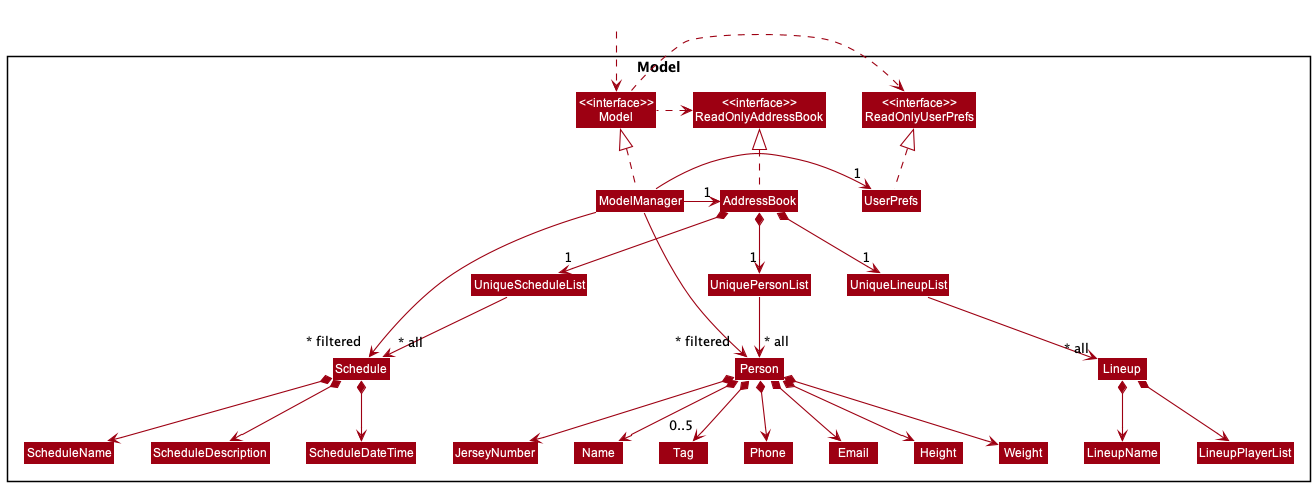 Model
<<interface>>
Model
<<interface>>
ReadOnlyAddressBook
<<interface>>
ReadOnlyUserPrefs
1
1
ModelManager
AddressBook
UserPrefs
1
1
1
UniqueScheduleList
UniquePersonList
UniqueLineupList
* filtered
* all
* filtered
* all
* all
Schedule
Person
Lineup
0..5
ScheduleName
ScheduleDescription
ScheduleDateTime
JerseyNumber
Name
Tag
Phone
Email
Height
Weight
LineupName
LineupPlayerList